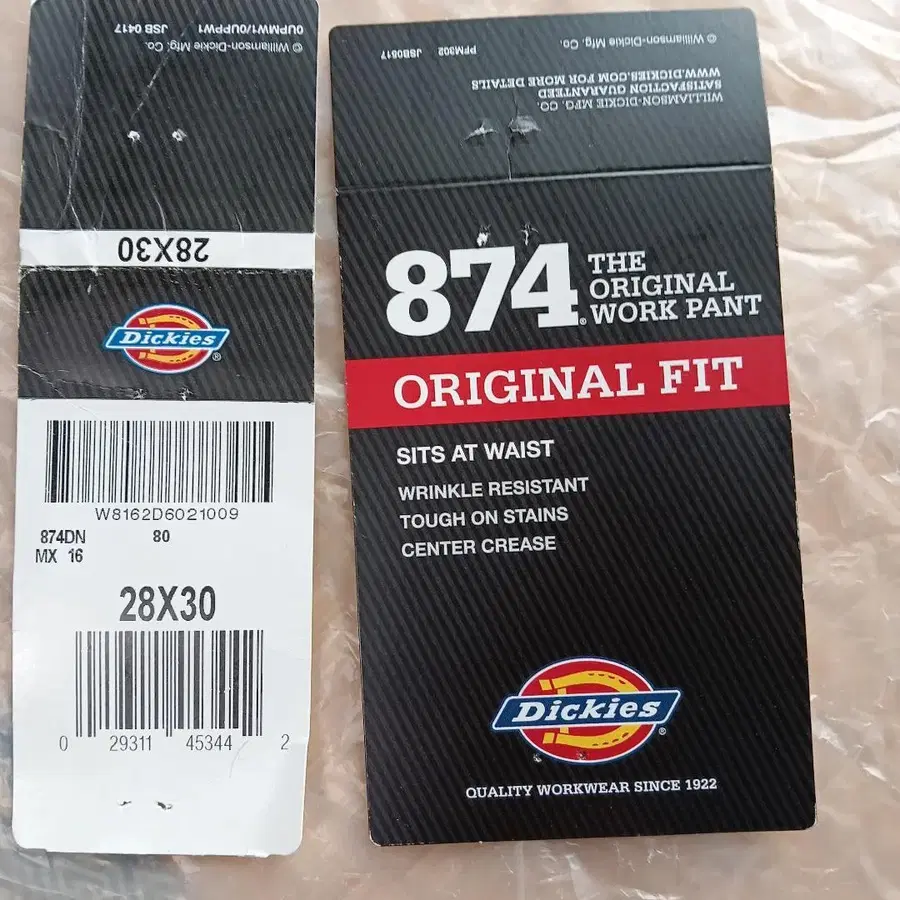 © Williamson-Dickie Mfg. Co.
0UPMW1/0UPPW1 JSB 0417
28X30
Dickies®
W8162D6021009
874DN 80
MX 16
28X30
0 29311 45344 2
© Williamson-Dickie Mfg. Co.
PFM302 JSB0517
WILLIAMSON-DICKIE MFG. CO.
SATISFACTION GUARANTEED
WWW.DICKIES.COM FOR MORE DETAILS
874® THE
ORIGINAL
WORK PANT
ORIGINAL FIT
SITS AT WAIST
WRINKLE RESISTANT
TOUGH ON STAINS
CENTER CREASE
Dickies®
QUALITY WORKWEAR SINCE 1922